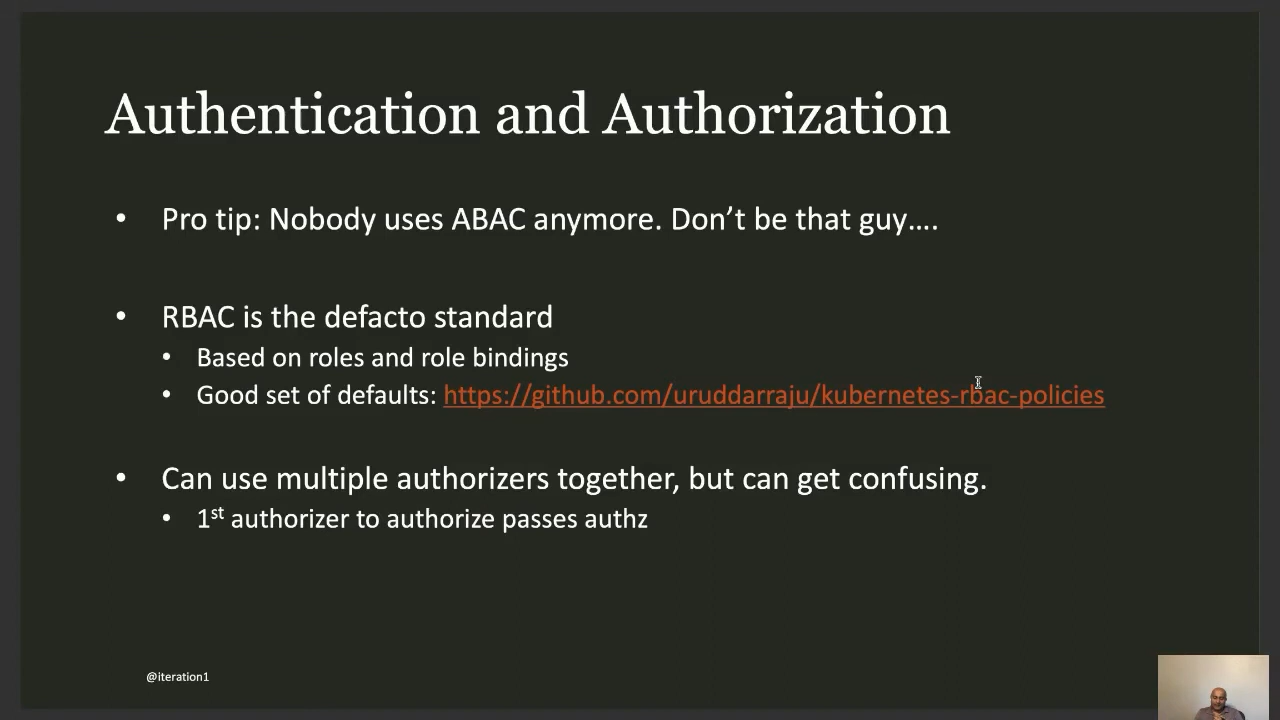 Authentication and Authorization
• Pro tip: Nobody uses ABAC anymore. Don’t be that guy….
• RBAC is the defacto standard
• Based on roles and role bindings
• Good set of defaults: https://github.com/uruddarraju/kubernetes-rbac-policies
• Can use multiple authorizers together, but can get confusing.
• 1st authorizer to authorize passes authz
@iteration1